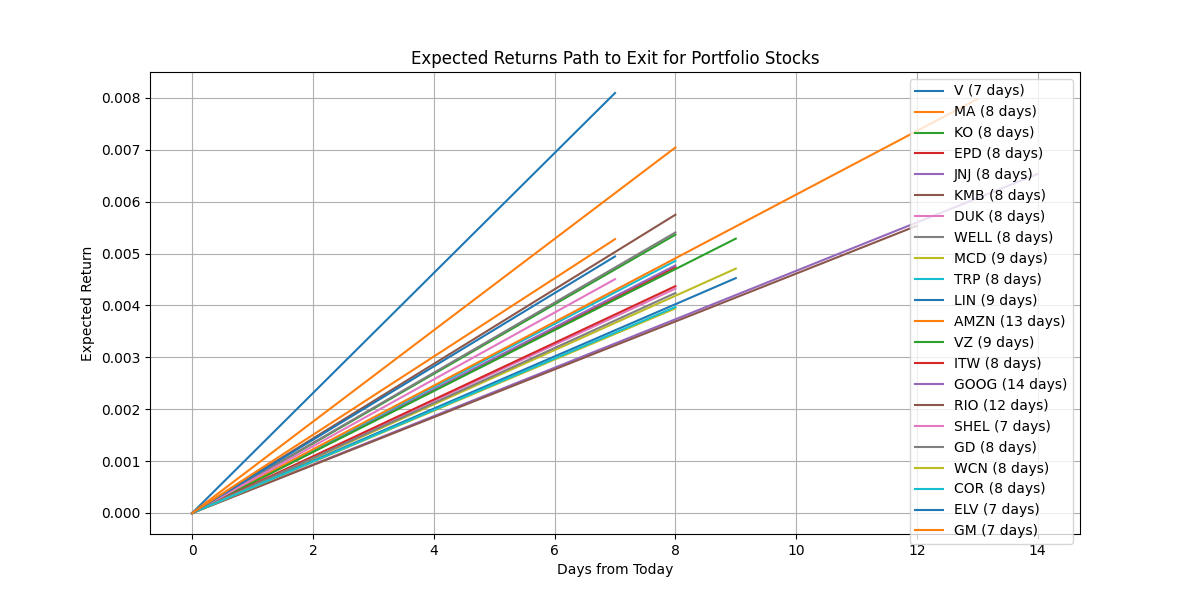 Expected Returns Path to Exit for Portfolio Stocks
Expected Return
0.008
0.007
0.006
0.005
0.004
0.003
0.002
0.001
0.000
V (7 days)
MA (8 days)
KO (8 days)
EPD (8 days)
JNJ (8 days)
KMB (8 days)
DUK (8 days)
WELL (8 days)
MCD (9 days)
TRP (8 days)
LIN (9 days)
AMZN (13 days)
VZ (9 days)
ITW (8 days)
GOOG (14 days)
RIO (12 days)
SHEL (7 days)
GD (8 days)
WCN (8 days)
COR (8 days)
ELV (7 days)
GM (7 days)
0 2 4 6 8 10 12 14
Days from Today